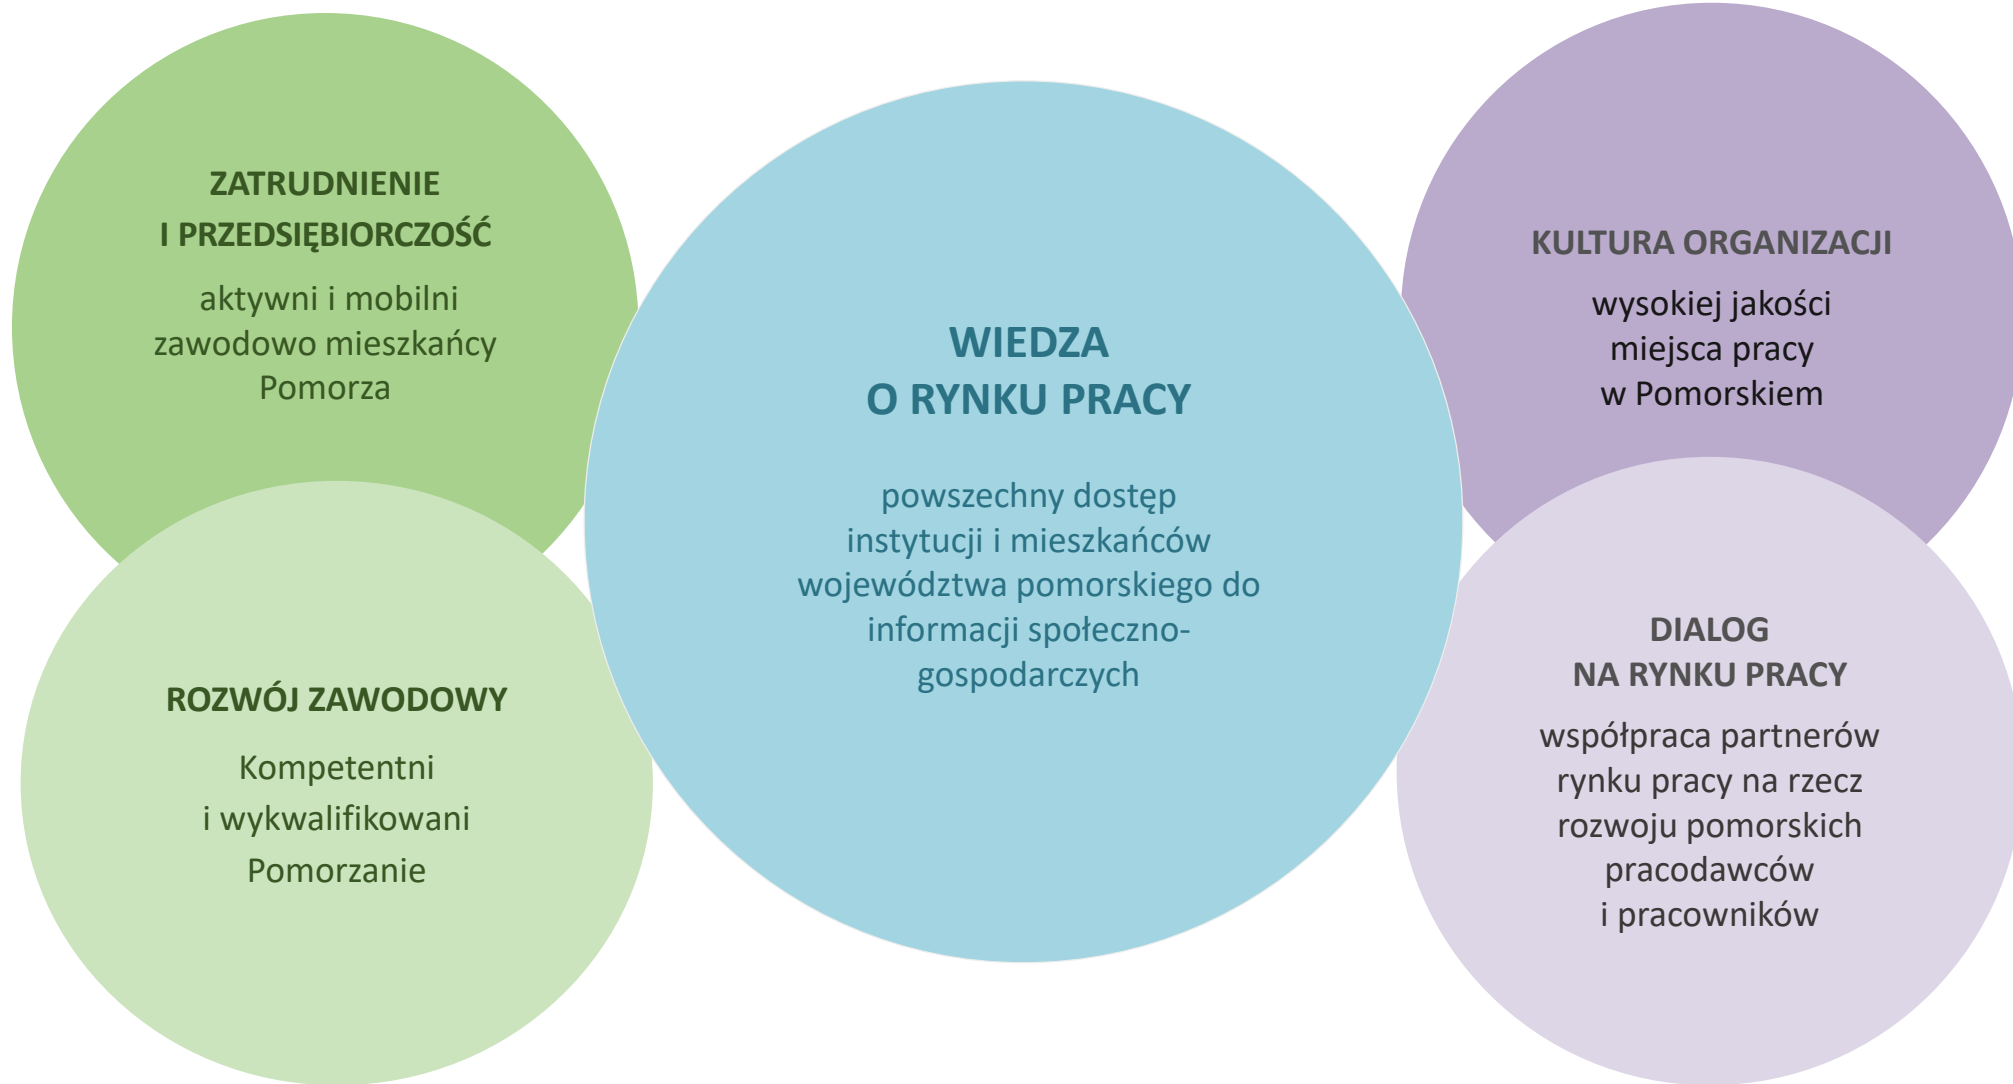 ZATRUDNIENIE
I PRZEDSIĘBIORCZOŚĆ
aktywni i mobilni
zawodowo mieszkańcy
Pomorza
ROZWÓJ ZAWODOWY
Kompetentni
i wykwalifikowani
Pomorzanie
WIEDZA
O RYNKU PRACY
powszechny dostęp
instytucji i mieszkańców
województwa pomorskiego do
informacji społeczno-
gospodarczych
KULTURA ORGANIZACJI
wysokiej jakości
miejsca pracy
w Pomorskiem
DIALOG
NA RYNKU PRACY
współpraca partnerów
rynku pracy na rzecz
rozwoju pomorskich
pracodawców
i pracowników